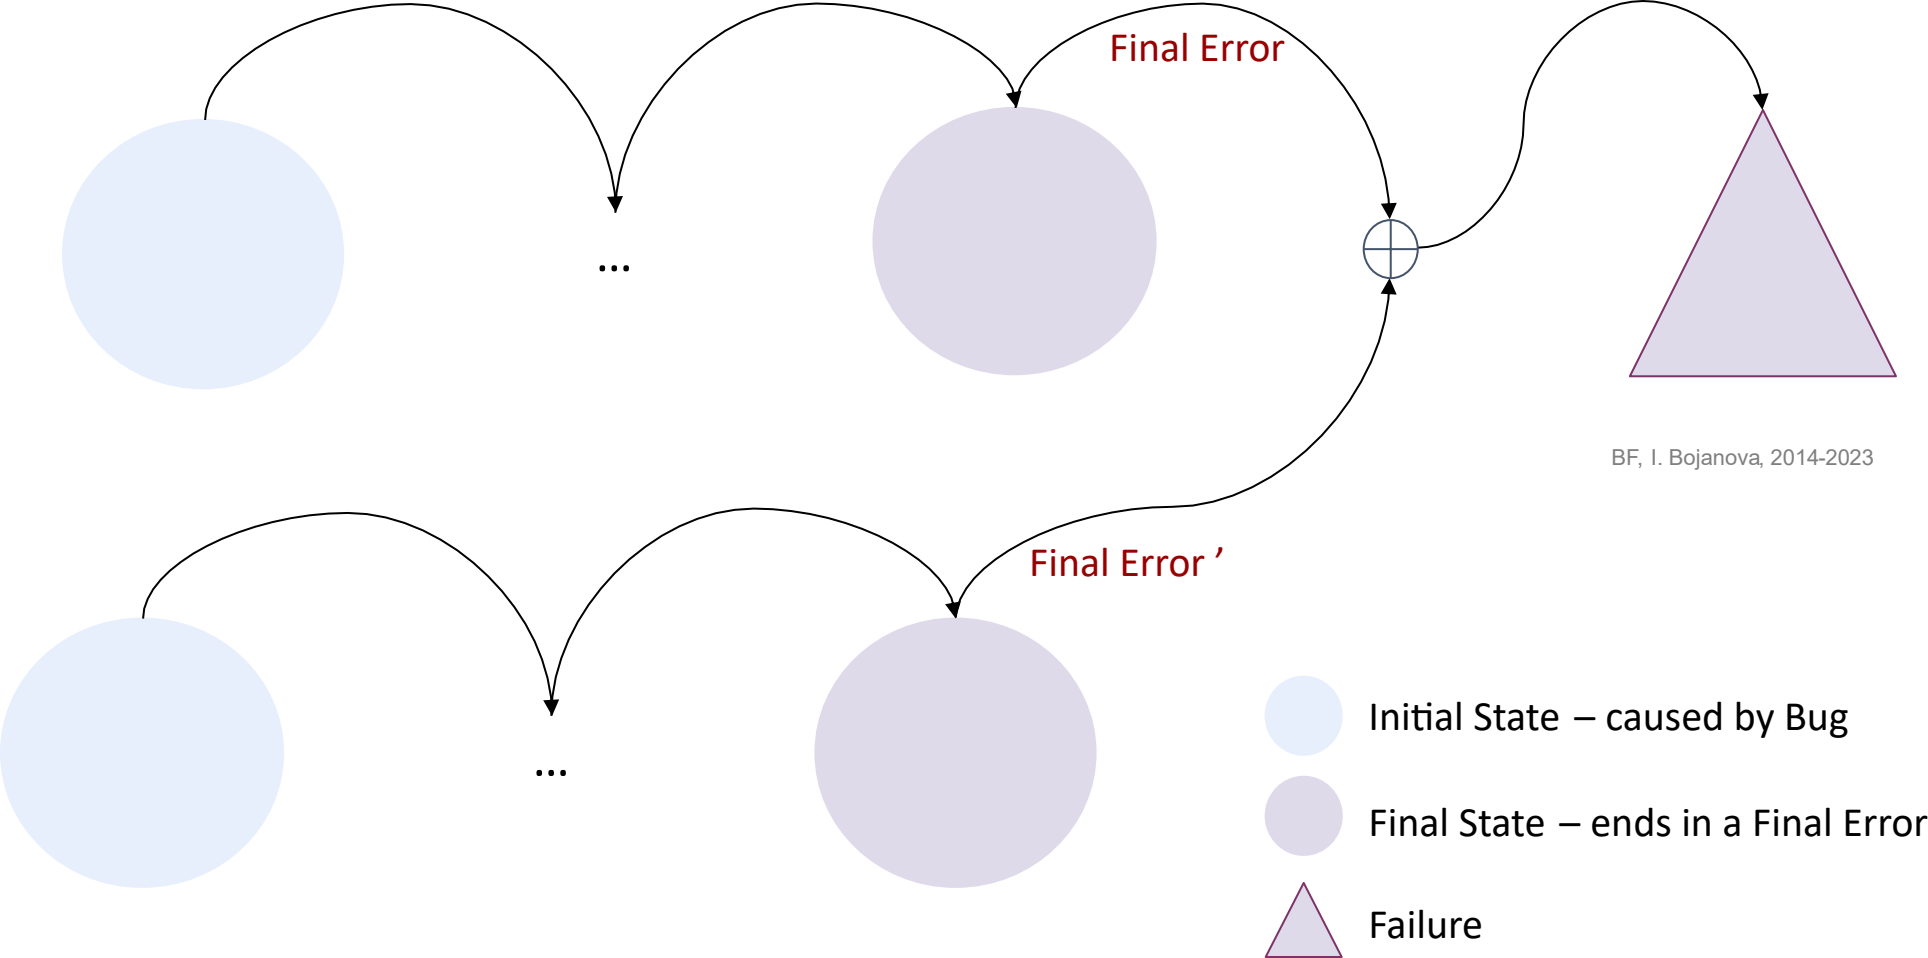 Final Error
...
BF, I. Bojanova, 2014-2023
Final Error ’
...
Initial State – caused by Bug
Final State – ends in a Final Error
Failure